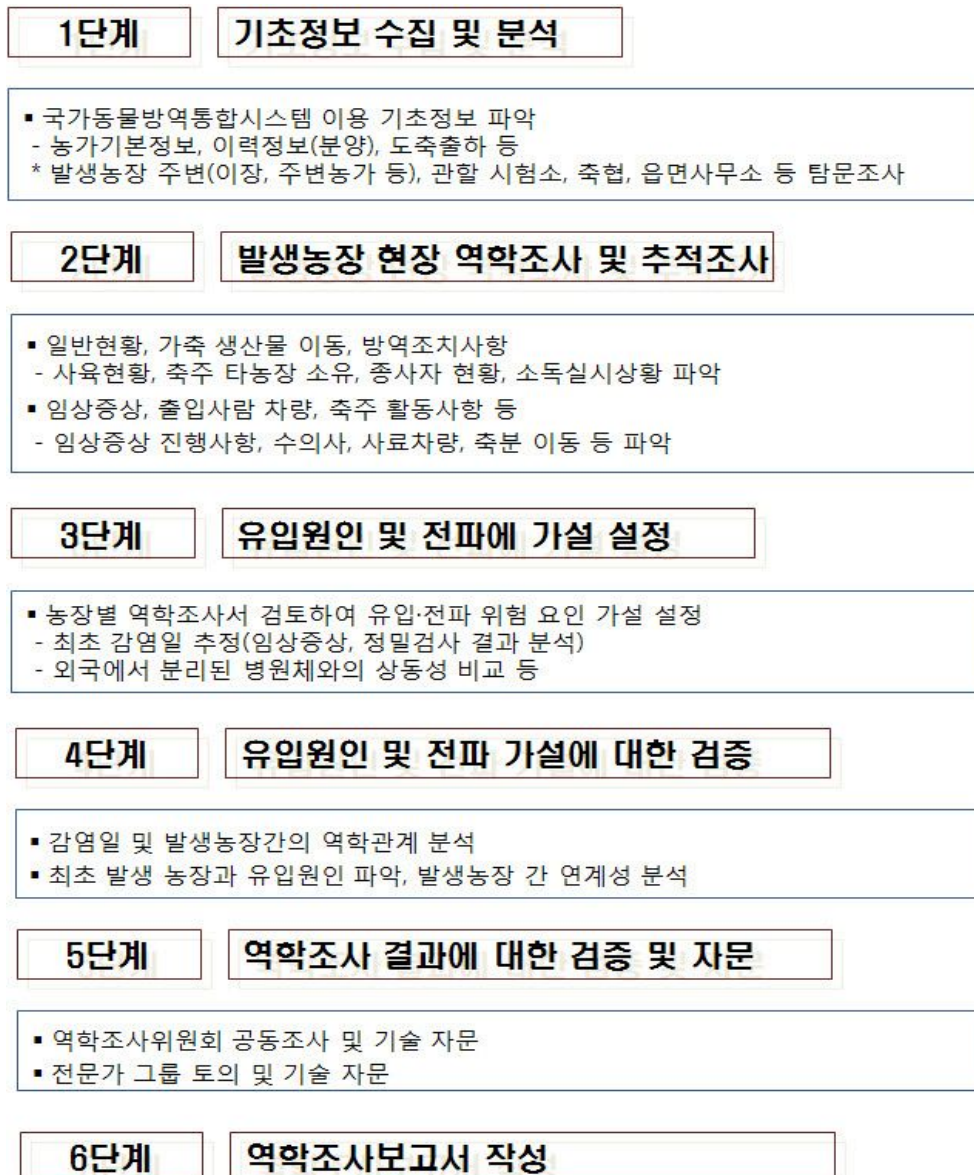 1단계 기초정보 수집 및 분석
▪ 국가동물방역통합시스템 이용 기초정보 파악
- 농가기본정보, 이력정보(분양), 도축출하 등
* 발생농장 주변(이장, 주변농가 등), 관할 시험소, 축협, 읍면사무소 등 탐문조사
2단계 발생농장 현장 역학조사 및 추적조사
▪ 일반현황, 가축 생산물 이동, 방역조치사항
- 사육현황, 축주 타농장 소유, 종사자 현황, 소독실시상황 파악
▪ 임상증상, 출입사람 차량, 축주 활동사항 등
- 임상증상 진행사항, 수의사, 사료차량, 축분 이동 등 파악
3단계 유입원인 및 전파에 가설 설정
▪ 농장별 역학조사서 검토하여 유입·전파 위험 요인 가설 설정
- 최초 감염일 추정(임상증상, 정밀검사 결과 분석)
- 외국에서 분리된 병원체와의 상동성 비교 등
4단계 유입원인 및 전파 가설에 대한 검증
▪ 감염일 및 발생농장간의 역학관계 분석
▪ 최초 발생 농장과 유입원인 파악, 발생농장 간 연계성 분석
5단계 역학조사 결과에 대한 검증 및 자문
▪ 역학조사위원회 공동조사 및 기술 자문
▪ 전문가 그룹 토의 및 기술 자문
6단계 역학조사보고서 작성